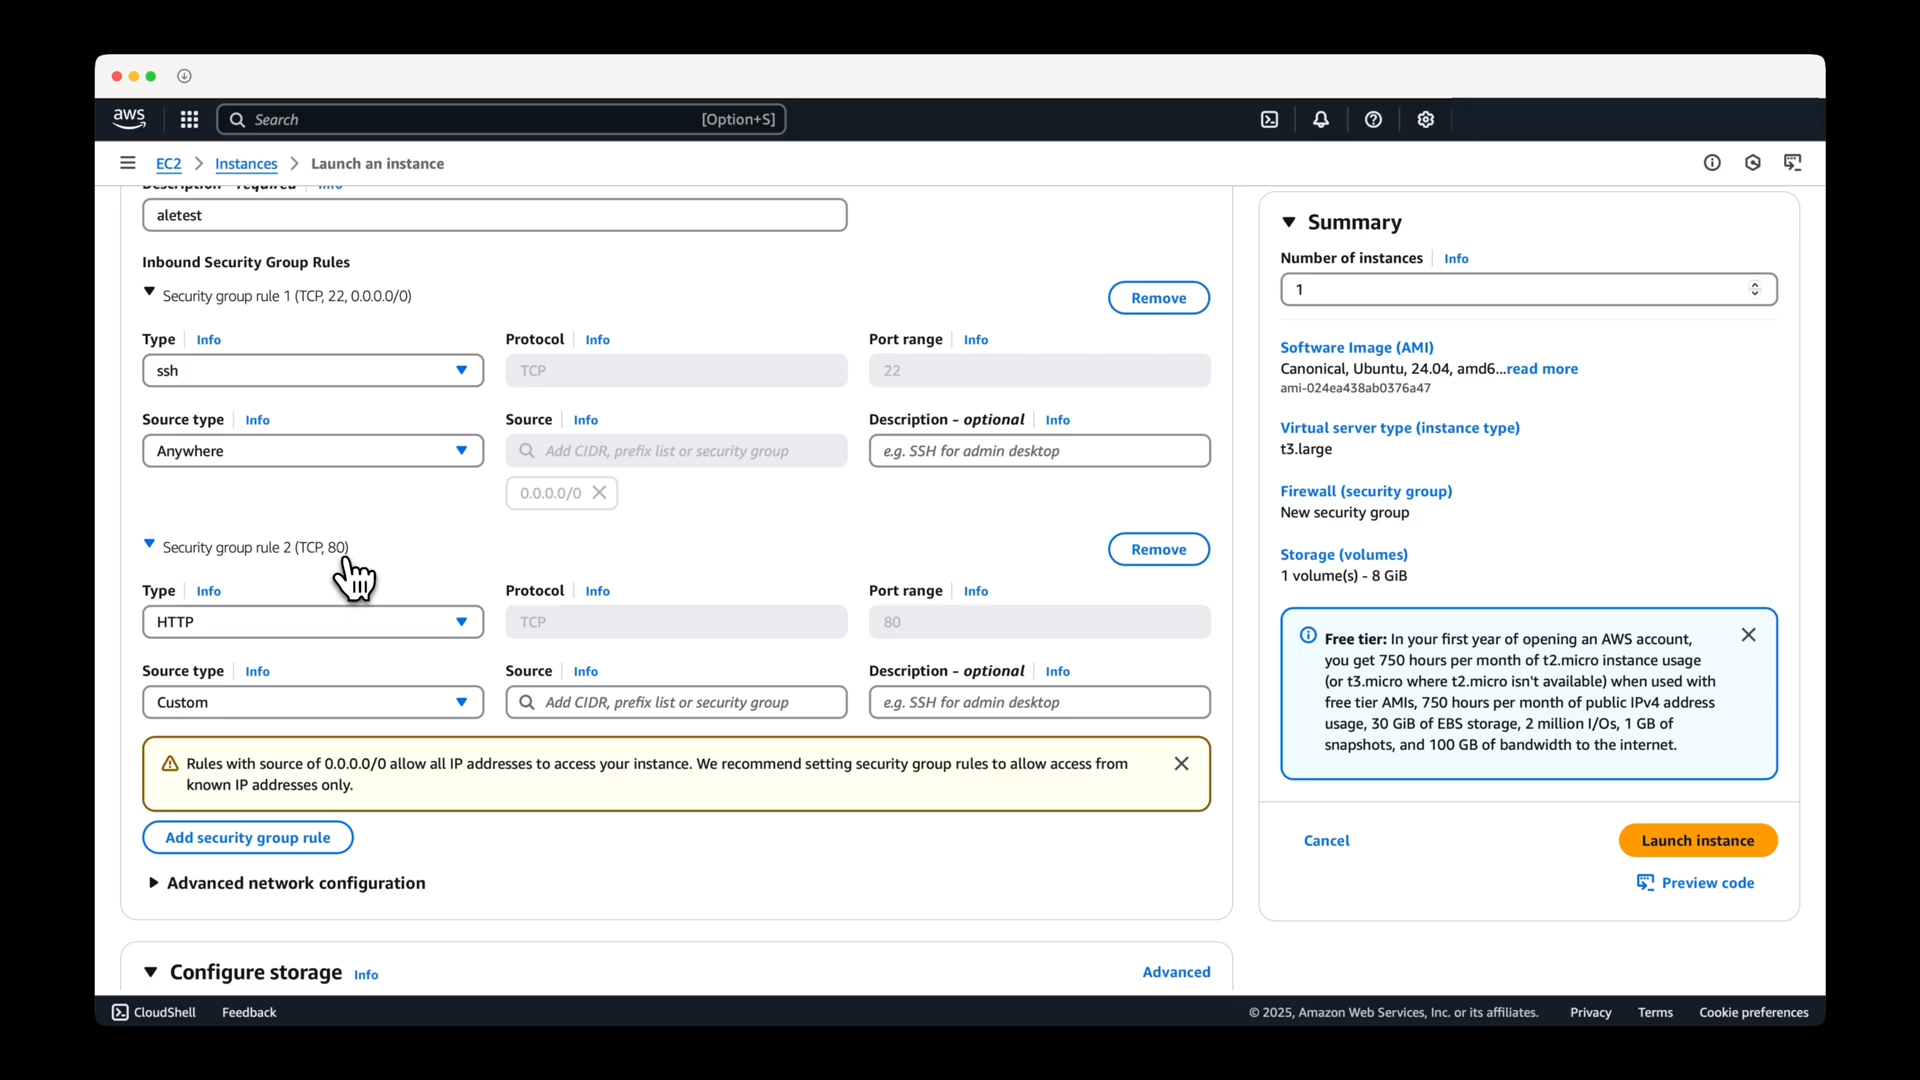 aws
Search
[Option+S]
EC2
Instances
Launch an instance
Description - required
Info
aletest
Inbound Security Group Rules
Security group rule 1 (TCP, 22, 0.0.0.0/0)
Remove
Type
Info
Protocol
Info
Port range
Info
ssh
TCP
22
Source type
Info
Source
Info
Description - optional
Info
Anywhere
Add CIDR, prefix list or security group
e.g. SSH for admin desktop
0.0.0.0/0
Security group rule 2 (TCP, 80)
Remove
Type
Info
Protocol
Info
Port range
Info
HTTP
TCP
80
Source type
Info
Source
Info
Description - optional
Info
Custom
Add CIDR, prefix list or security group
e.g. SSH for admin desktop
Rules with source of 0.0.0.0/0 allow all IP addresses to access your instance. We recommend setting security group rules to allow access from
known IP addresses only.
Add security group rule
Advanced network configuration
Configure storage
Info
Advanced
Summary
Number of instances
Info
1
Software Image (AMI)
Canonical, Ubuntu, 24.04, amd6...read more
ami-024ea438ab0376a47
Virtual server type (instance type)
t3.large
Firewall (security group)
New security group
Storage (volumes)
1 volume(s) - 8 GiB
Free tier: In your first year of opening an AWS account,
you get 750 hours per month of t2.micro instance usage
(or t3.micro where t2.micro isn't available) when used with
free tier AMIs, 750 hours per month of public IPv4 address
usage, 30 GiB of EBS storage, 2 million I/Os, 1 GB of
snapshots, and 100 GB of bandwidth to the internet.
Cancel
Launch instance
Preview code
CloudShell
Feedback
© 2025, Amazon Web Services, Inc. or its affiliates.
Privacy
Terms
Cookie preferences